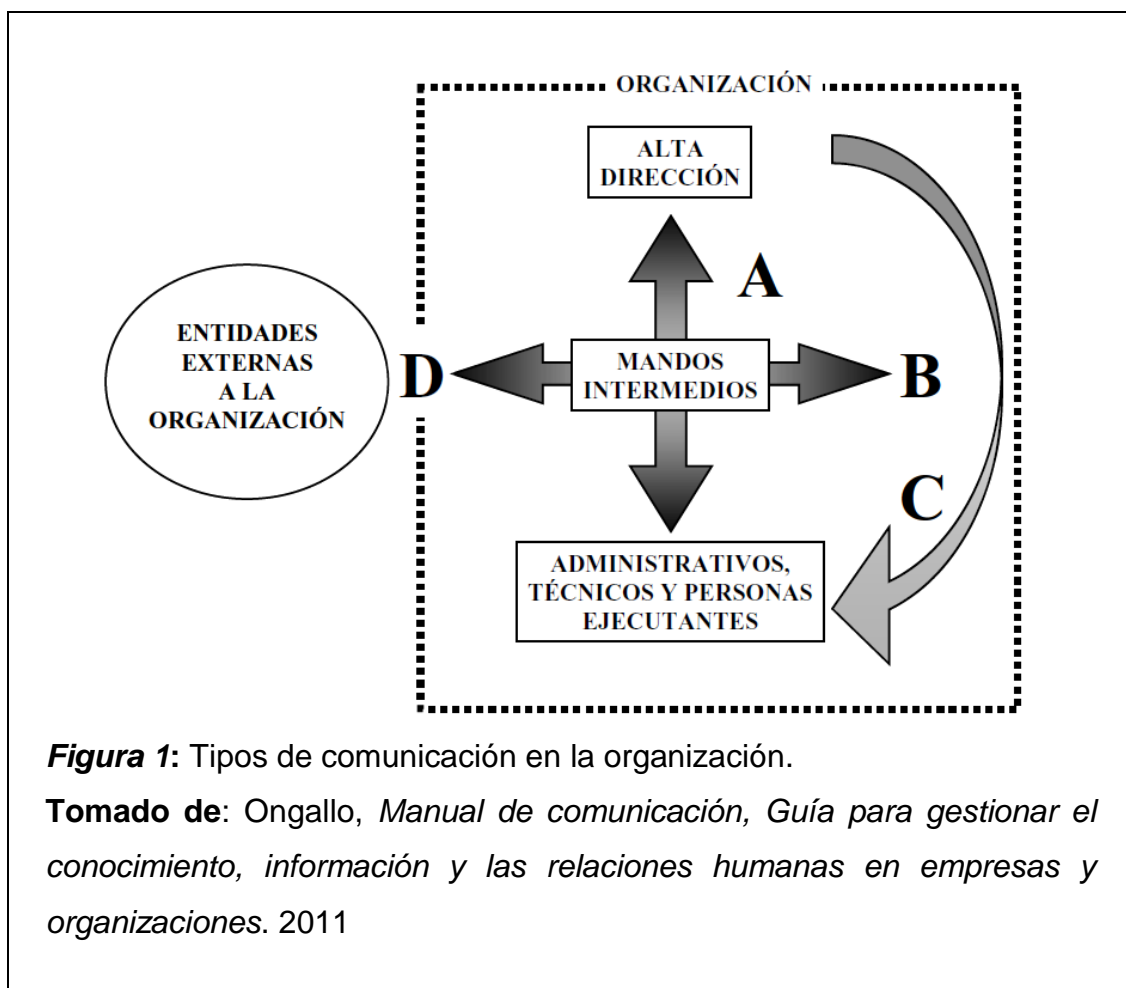 ORGANIZACIÓN
ALTA
DIRECCIÓN
A
ENTIDADES
EXTERNAS
A LA
ORGANIZACIÓN
D
MANDOS
INTERMEDIOS
B
C
ADMINISTRATIVOS,
TÉCNICOS Y PERSONAS
EJECUTANTES
Figura 1: Tipos de comunicación en la organización.
Tomado de: Ongallo, Manual de comunicación, Guía para gestionar el
conocimiento, información y las relaciones humanas en empresas y
organizaciones. 2011